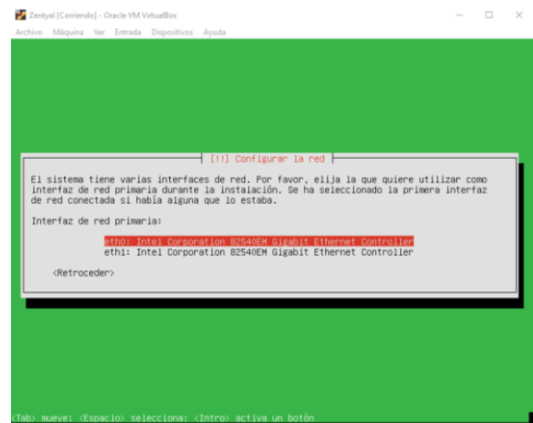 Zentyal [Corriendo] - Oracle VM VirtualBox
Archivo Máquina Ver Entrada Dispositivos Ayuda
[!!] Configurar la red
El sistema tiene varias interfaces de red. Por favor, elija la que quiere utilizar como
interfaz de red primaria durante la instalación. Se ha seleccionado la primera interfaz
de red conectada si había alguna que lo estaba.
Interfaz de red primaria:
eth0: Intel Corporation 82540EM Gigabit Ethernet Controller
eth1: Intel Corporation 82540EM Gigabit Ethernet Controller
<Retroceder>
<Tab> mueve; <Espacio> selecciona; <Intro> activa un botón